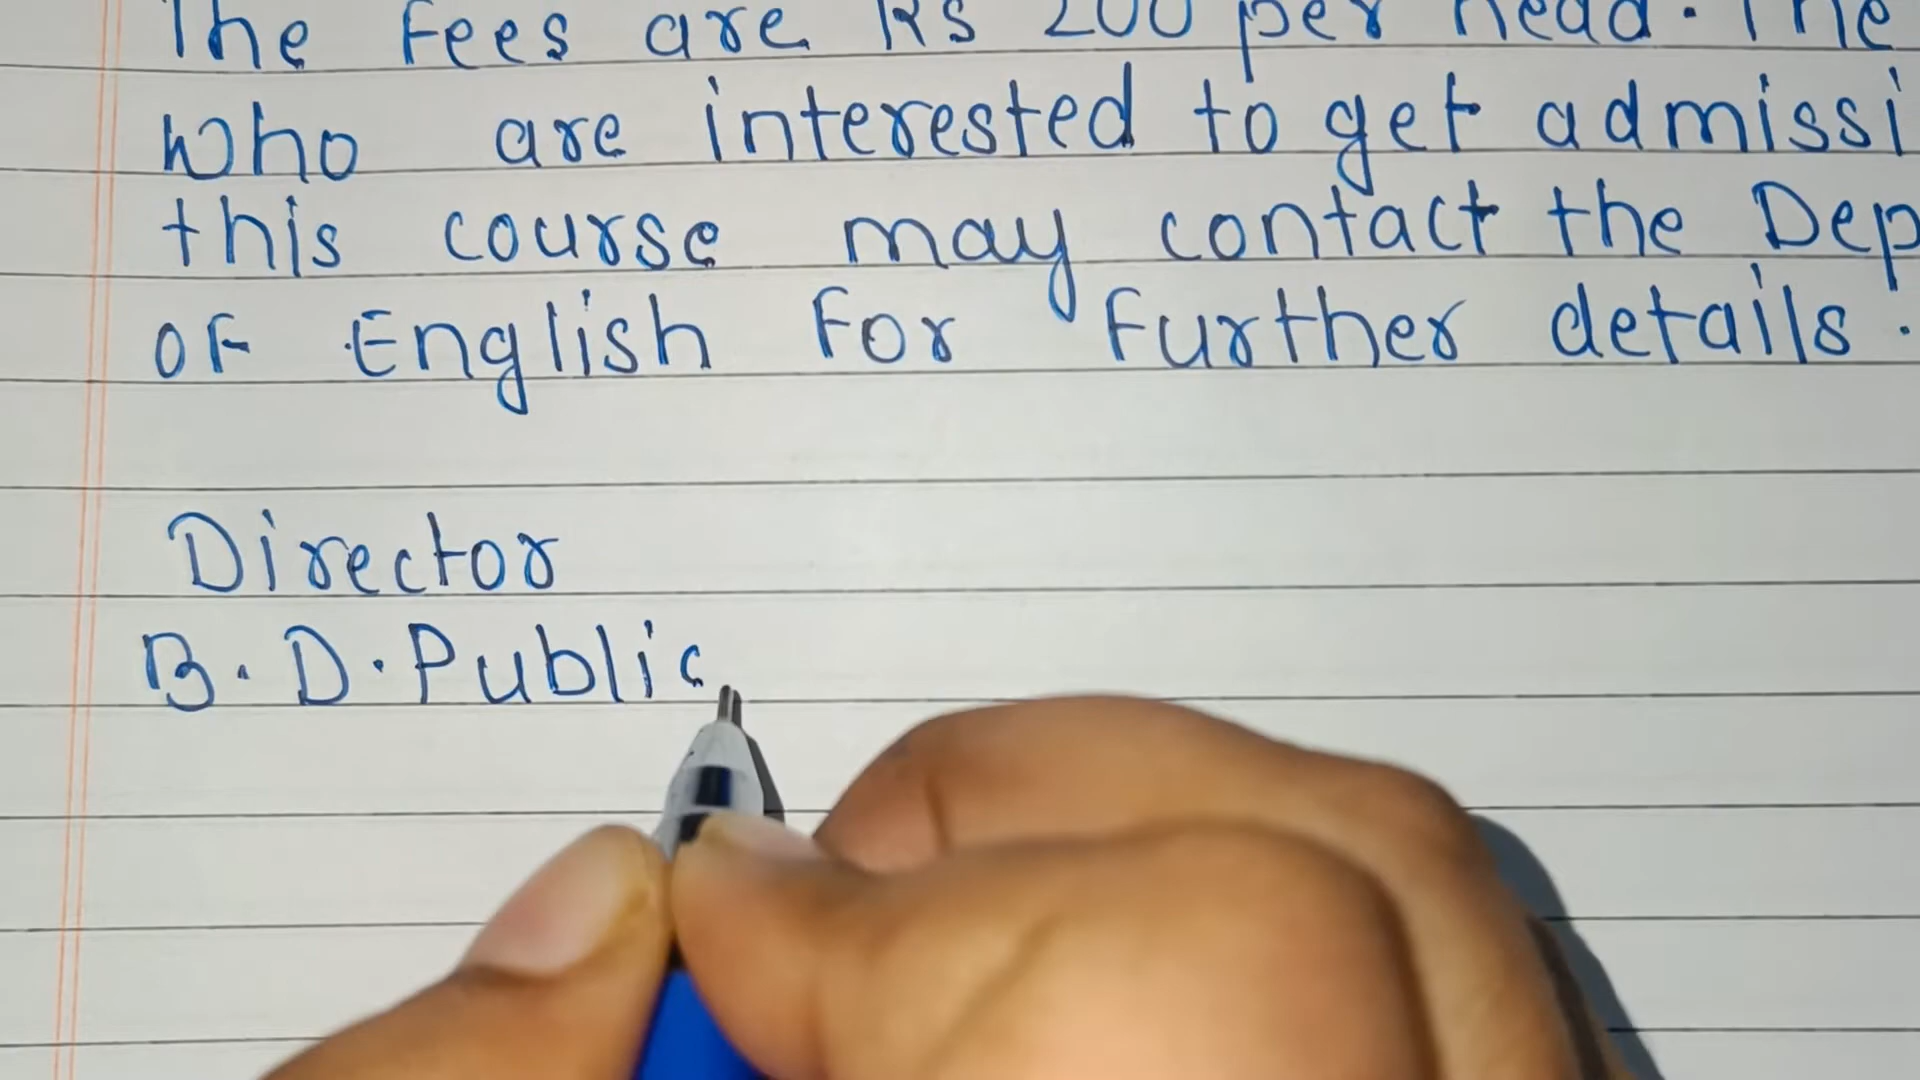 The Fees are Rs 200 per head. The
who are interested to get admissi
this course may contact the Dep
of English For Further details.
Director
B.D.Public